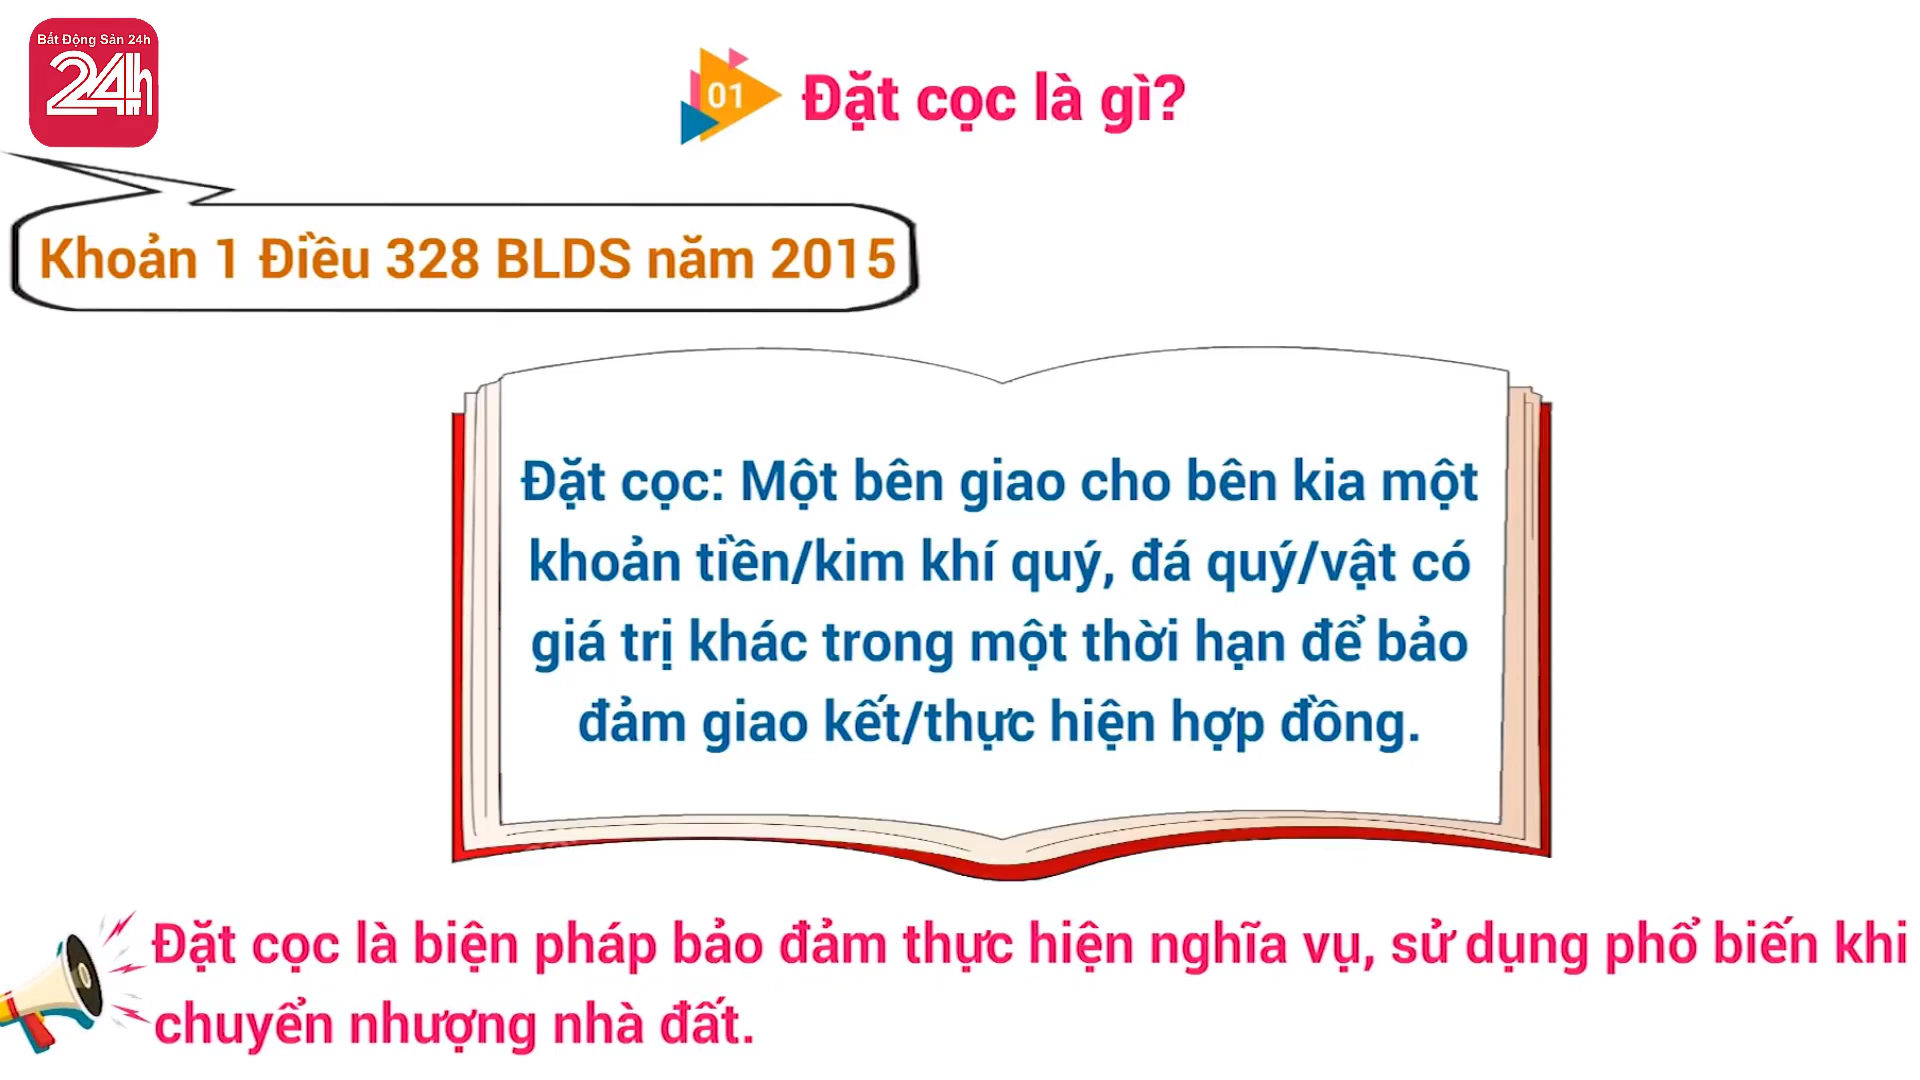 Bất Động Sản 24h
24h
01
Đặt cọc là gì?
Khoản 1 Điều 328 BLDS năm 2015
Đặt cọc: Một bên giao cho bên kia một
khoản tiền/kim khí quý, đá quý/vật có
giá trị khác trong một thời hạn để bảo
đảm giao kết/thực hiện hợp đồng.
Đặt cọc là biện pháp bảo đảm thực hiện nghĩa vụ, sử dụng phổ biến khi
chuyển nhượng nhà đất.